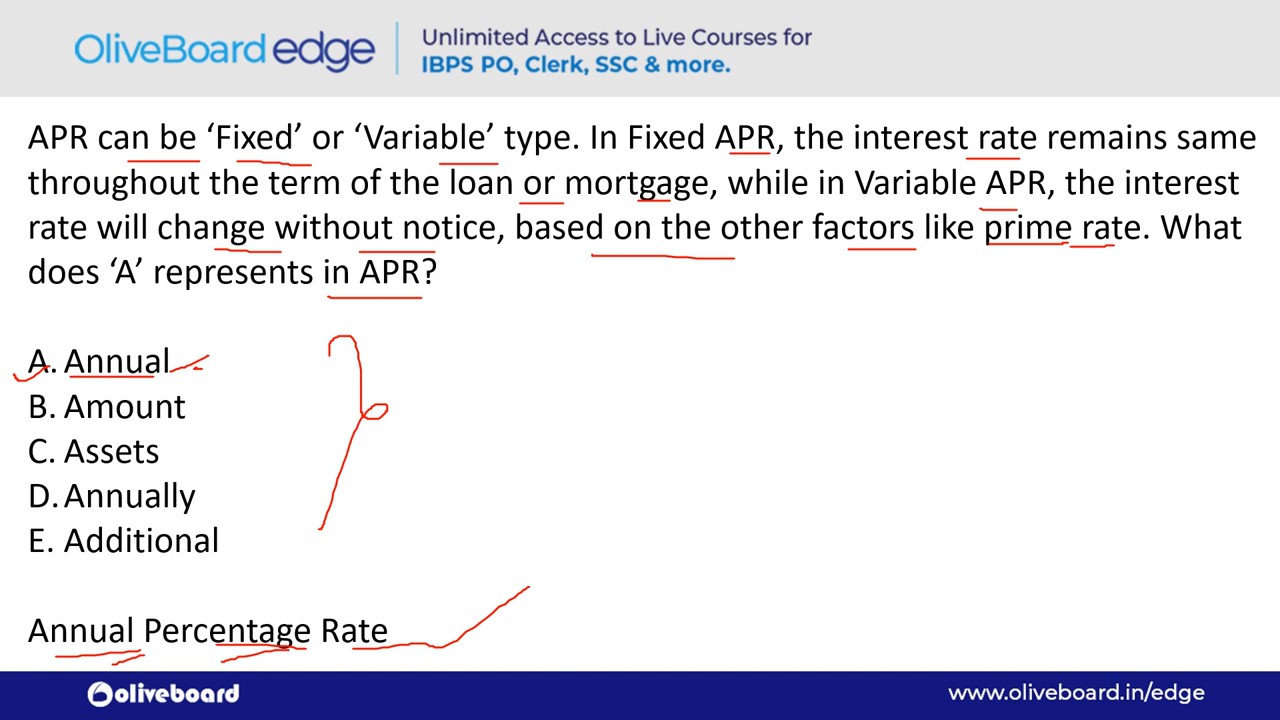 OliveBoard edge
Unlimited Access to Live Courses for
IBPS PO, Clerk, SSC & more.
APR can be ‘Fixed’ or ‘Variable’ type. In Fixed APR, the interest rate remains same
throughout the term of the loan or mortgage, while in Variable APR, the interest
rate will change without notice, based on the other factors like prime rate. What
does ‘A’ represents in APR?
A. Annual
B. Amount
C. Assets
D. Annually
E. Additional
Annual Percentage Rate
oliveboard
www.oliveboard.in/edge